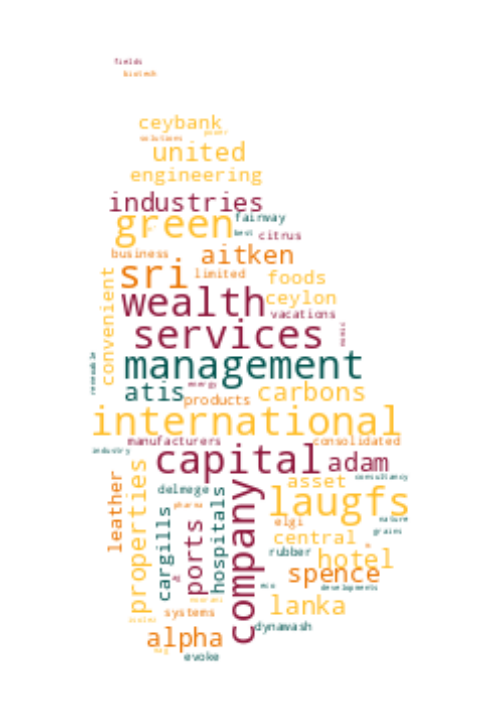 fields
biotech
ceybank
power
solutions
united
engineering
industries
green
fairway
best
citrus
business
aitken
sri
limited
foods
convenient
wealth
ceylon
vacations
services
management
renewable
energy
atis
products
carbons
international
manufacturers
consolidated
industry
capital
adam
consultancy
leather
properties
delmege
asset
laugfs
company
hospitals
cargills
pharma
ports
elgi
nature
grains
central
rubber
hotel
spence
eco
developments
lanka
systems
dynawash
alpha
evoke